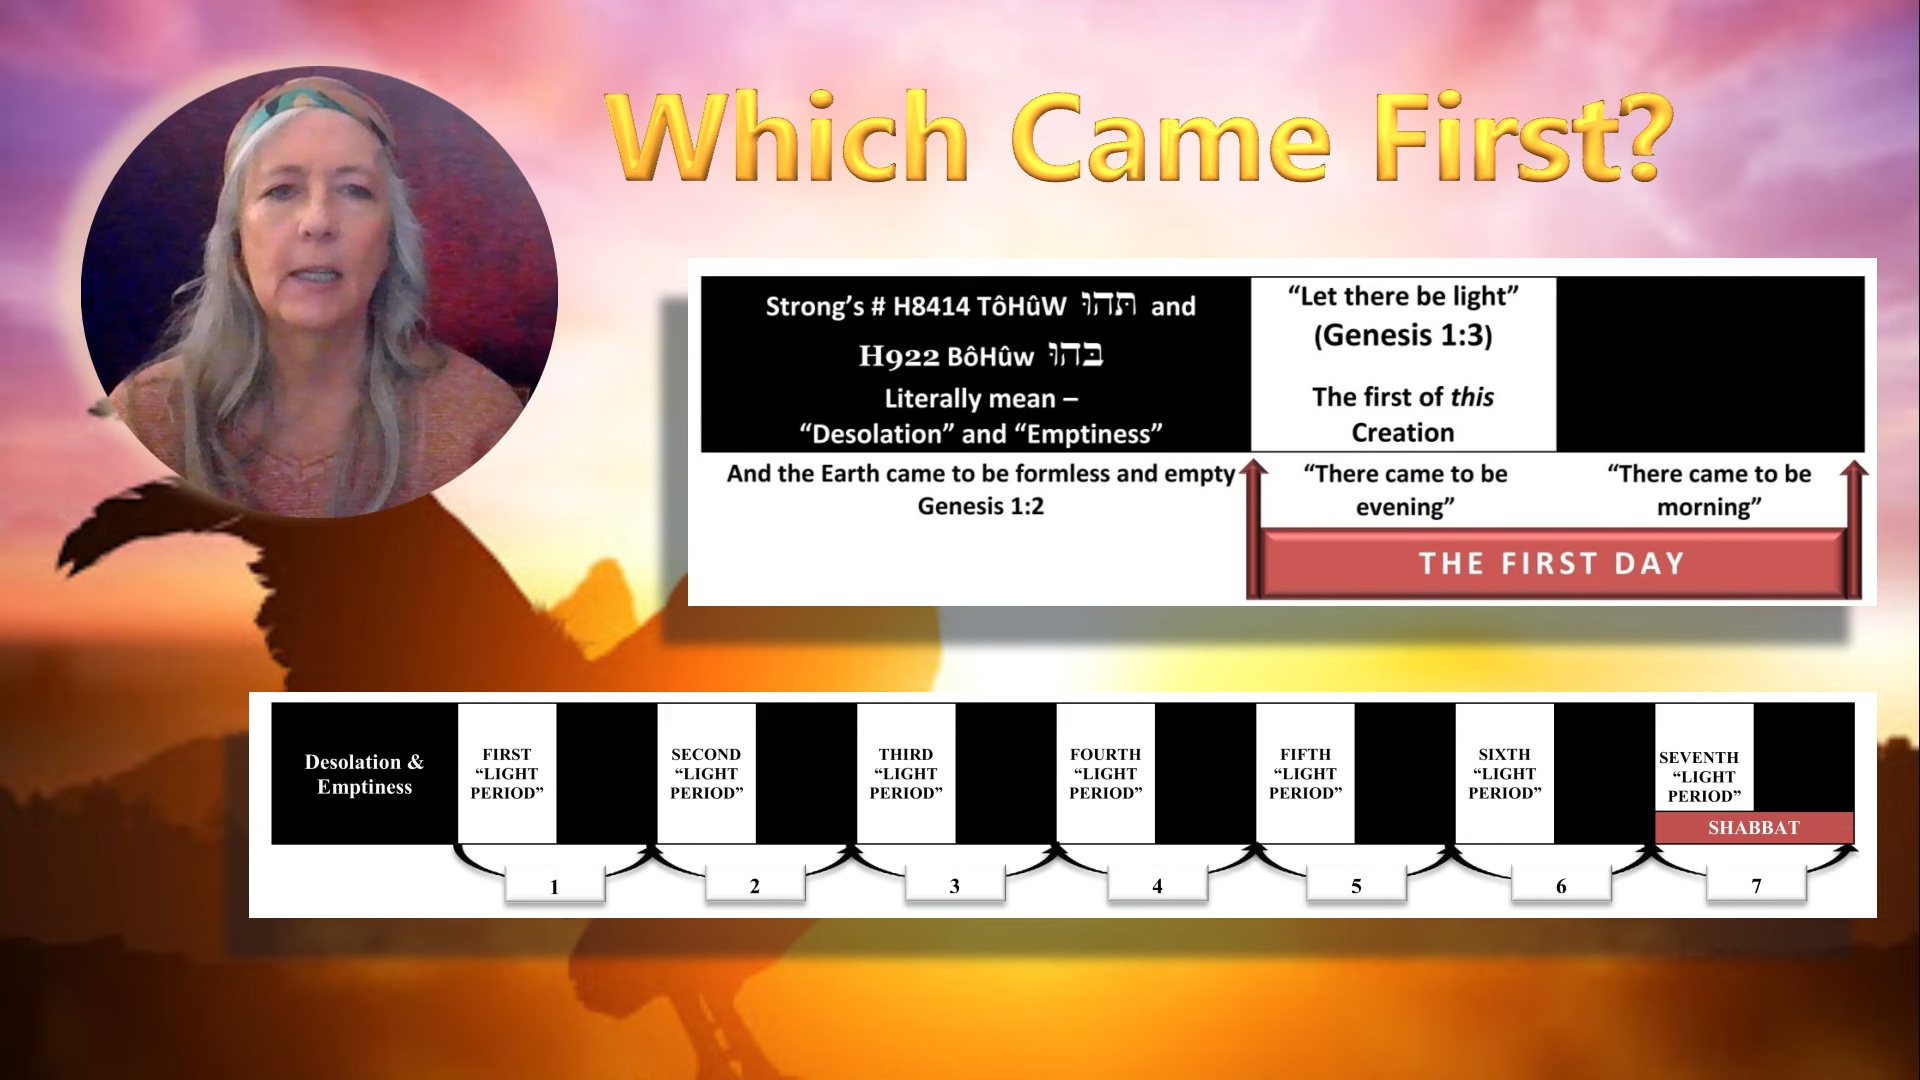 Which Came First?
Strong's # H8414 TôHûW תֹּהוּ and
H922 BôHûw בֹּהוּ
Literally mean –
“Desolation” and “Emptiness”
“Let there be light”
(Genesis 1:3)
The first of this
Creation
And the Earth came to be formless and empty
Genesis 1:2
“There came to be
evening”
“There came to be
morning”
THE FIRST DAY
Desolation &
Emptiness
FIRST
“LIGHT
PERIOD”
SECOND
“LIGHT
PERIOD”
THIRD
“LIGHT
PERIOD”
FOURTH
“LIGHT
PERIOD”
FIFTH
“LIGHT
PERIOD”
SIXTH
“LIGHT
PERIOD”
SEVENTH
“LIGHT
PERIOD”
SHABBAT
1
2
3
4
5
6
7